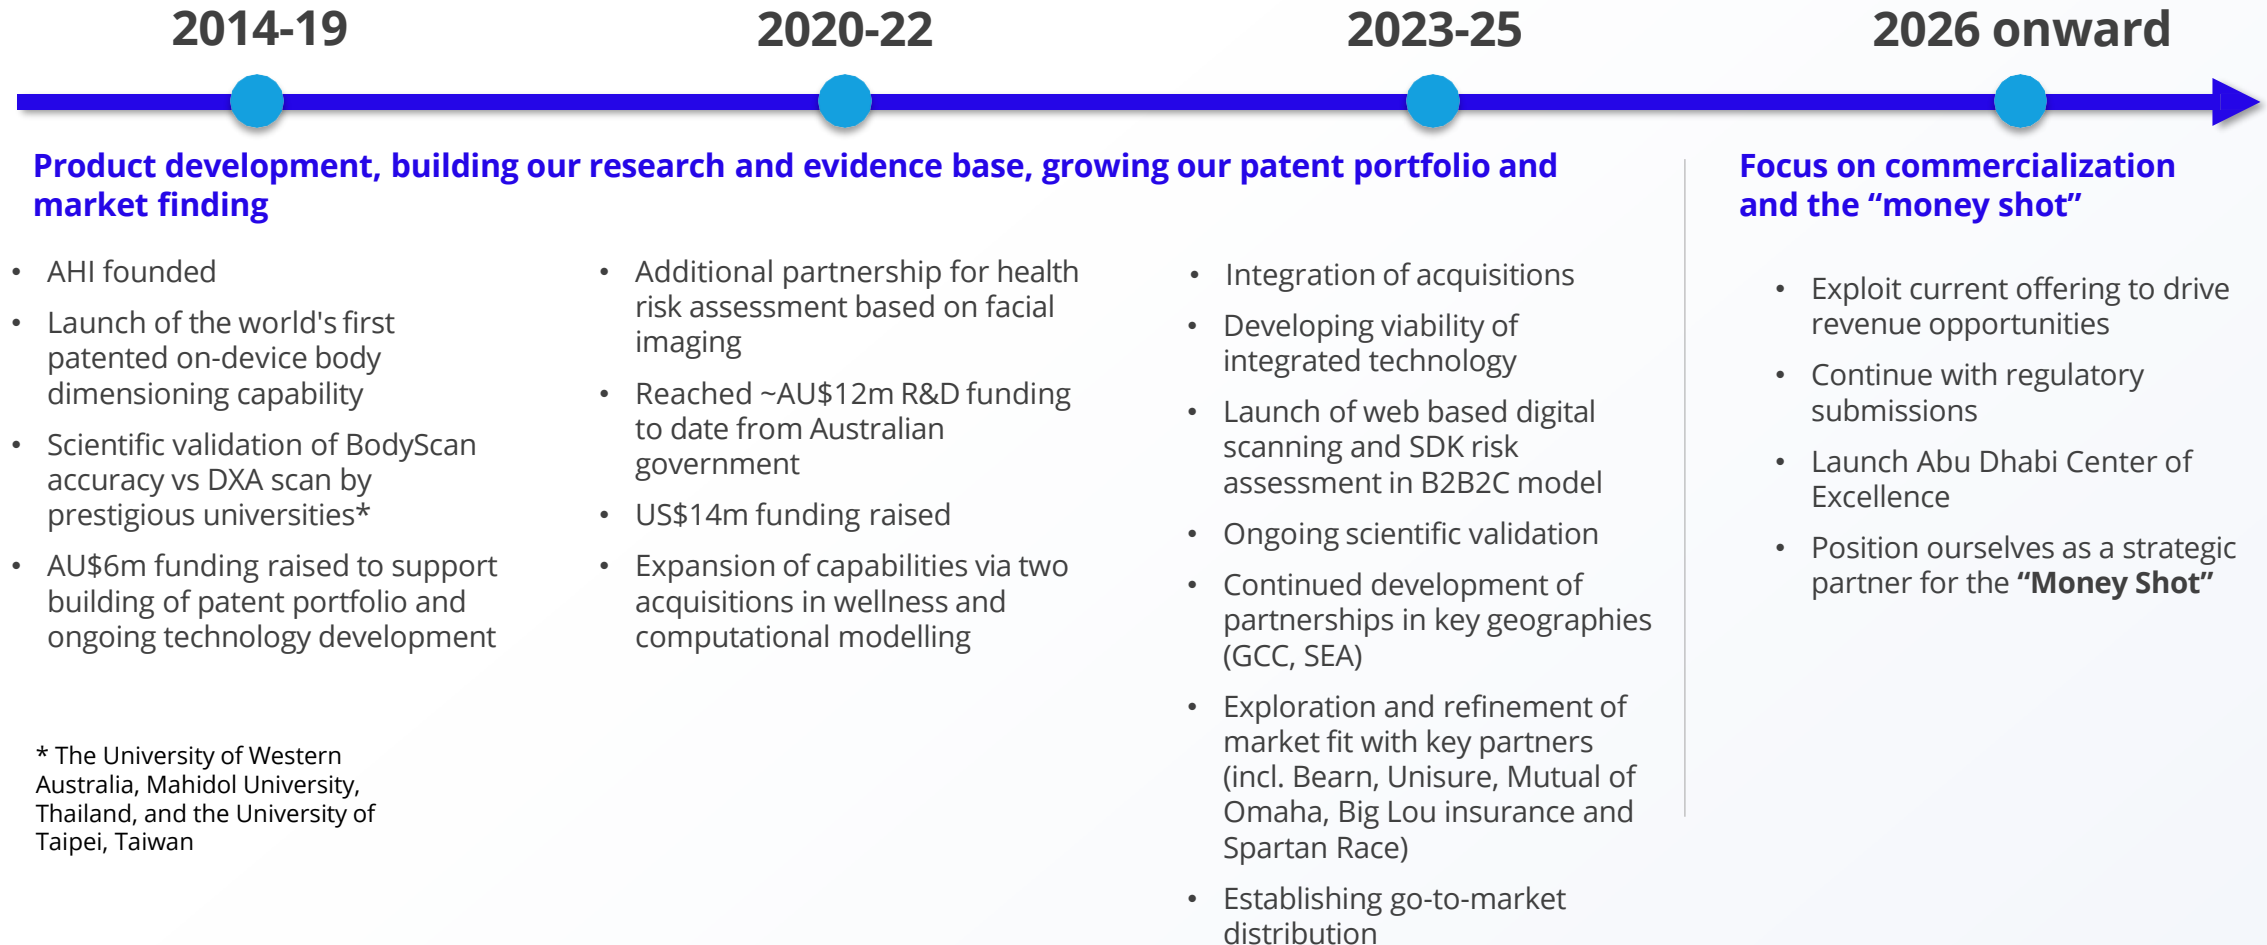 2014-19
2020-22
2023-25
2026 onward
Product development, building our research and evidence base, growing our patent portfolio and
market finding
• AHI founded
• Launch of the world's first
patented on-device body
dimensioning capability
• Scientific validation of BodyScan
accuracy vs DXA scan by
prestigious universities*
• AU$6m funding raised to support
building of patent portfolio and
ongoing technology development
* The University of Western
Australia, Mahidol University,
Thailand, and the University of
Taipei, Taiwan
• Additional partnership for health
risk assessment based on facial
imaging
• Reached ~AU$12m R&D funding
to date from Australian
government
• US$14m funding raised
• Expansion of capabilities via two
acquisitions in wellness and
computational modelling
• Integration of acquisitions
• Developing viability of
integrated technology
• Launch of web based digital
scanning and SDK risk
assessment in B2B2C model
• Ongoing scientific validation
• Continued development of
partnerships in key geographies
(GCC, SEA)
• Exploration and refinement of
market fit with key partners
(incl. Bearn, Unisure, Mutual of
Omaha, Big Lou insurance and
Spartan Race)
• Establishing go-to-market
distribution
Focus on commercialization
and the “money shot”
• Exploit current offering to drive
revenue opportunities
• Continue with regulatory
submissions
• Launch Abu Dhabi Center of
Excellence
• Position ourselves as a strategic
partner for the “Money Shot”